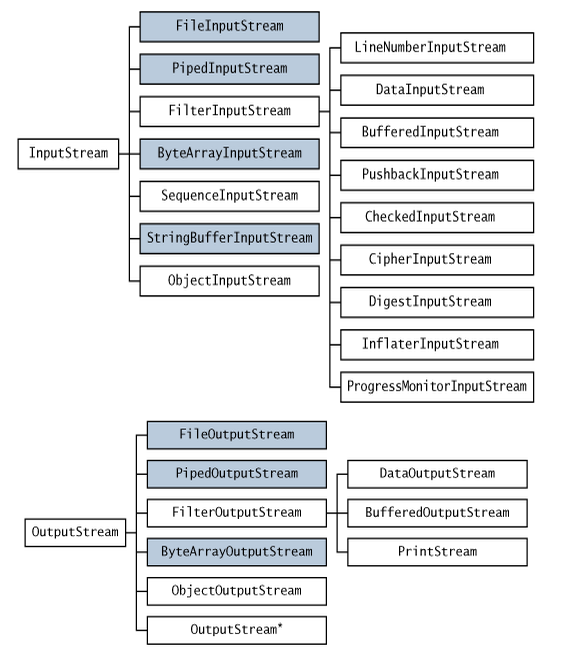 InputStream
FileInputStream
PipedInputStream
FilterInputStream
ByteArrayInputStream
SequenceInputStream
StringBufferInputStream
ObjectInputStream
LineNumberInputStream
DataInputStream
BufferedInputStream
PushbackInputStream
CheckedInputStream
CipherInputStream
DigestInputStream
InflaterInputStream
ProgressMonitorInputStream
OutputStream
FileOutputStream
PipedOutputStream
FilterOutputStream
ByteArrayOutputStream
ObjectOutputStream
OutputStream*
DataOutputStream
BufferedOutputStream
PrintStream